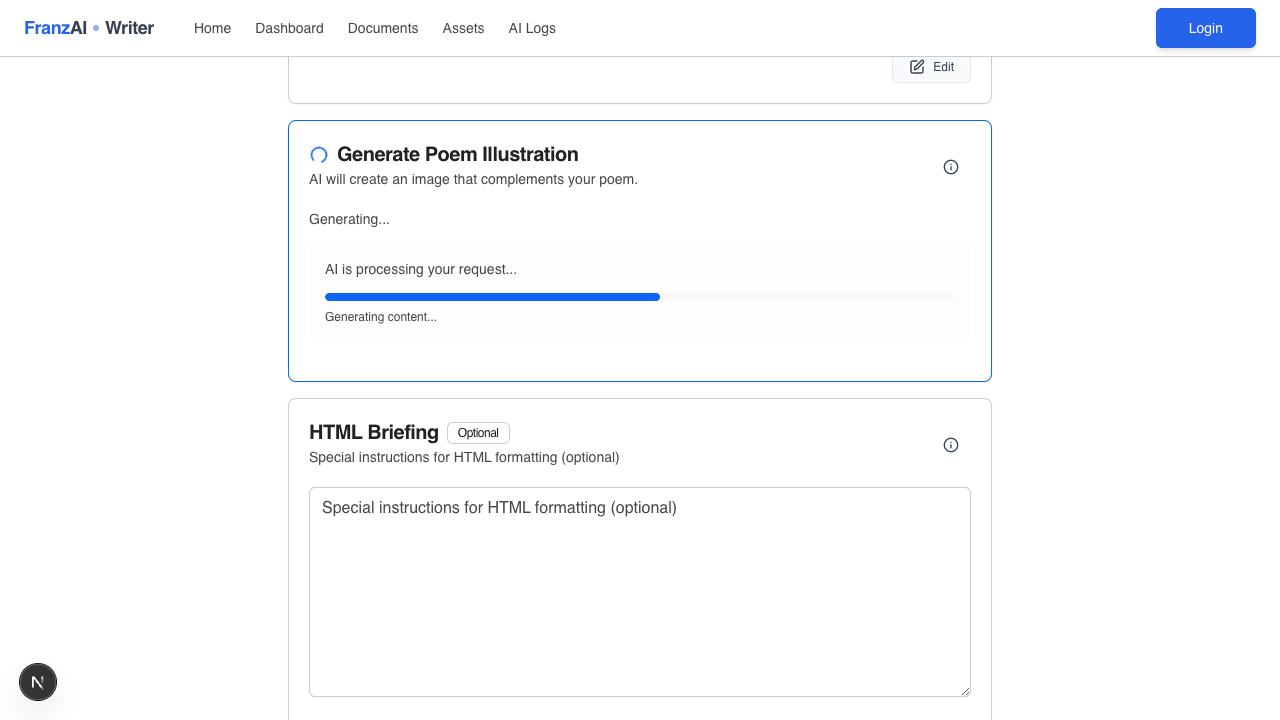 FranzAI • Writer Home Dashboard Documents Assets AI Logs Login
Edit
Generate Poem Illustration
AI will create an image that complements your poem.
Generating...
AI is processing your request...
Generating content...
HTML Briefing Optional
Special instructions for HTML formatting (optional)
Special instructions for HTML formatting (optional)
N